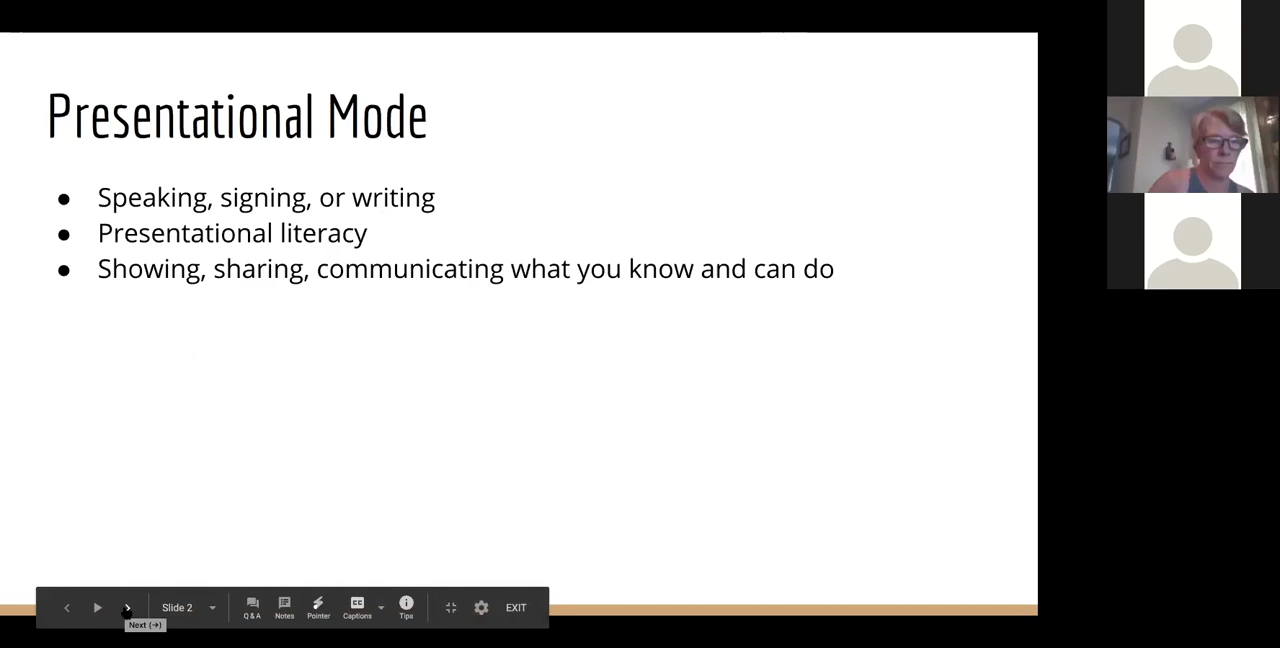 Presentational Mode
● Speaking, signing, or writing
● Presentational literacy
● Showing, sharing, communicating what you know and can do
Slide 2
Q&A
Notes
Pointer
CC
Captions
Tips
EXIT
Next (→)